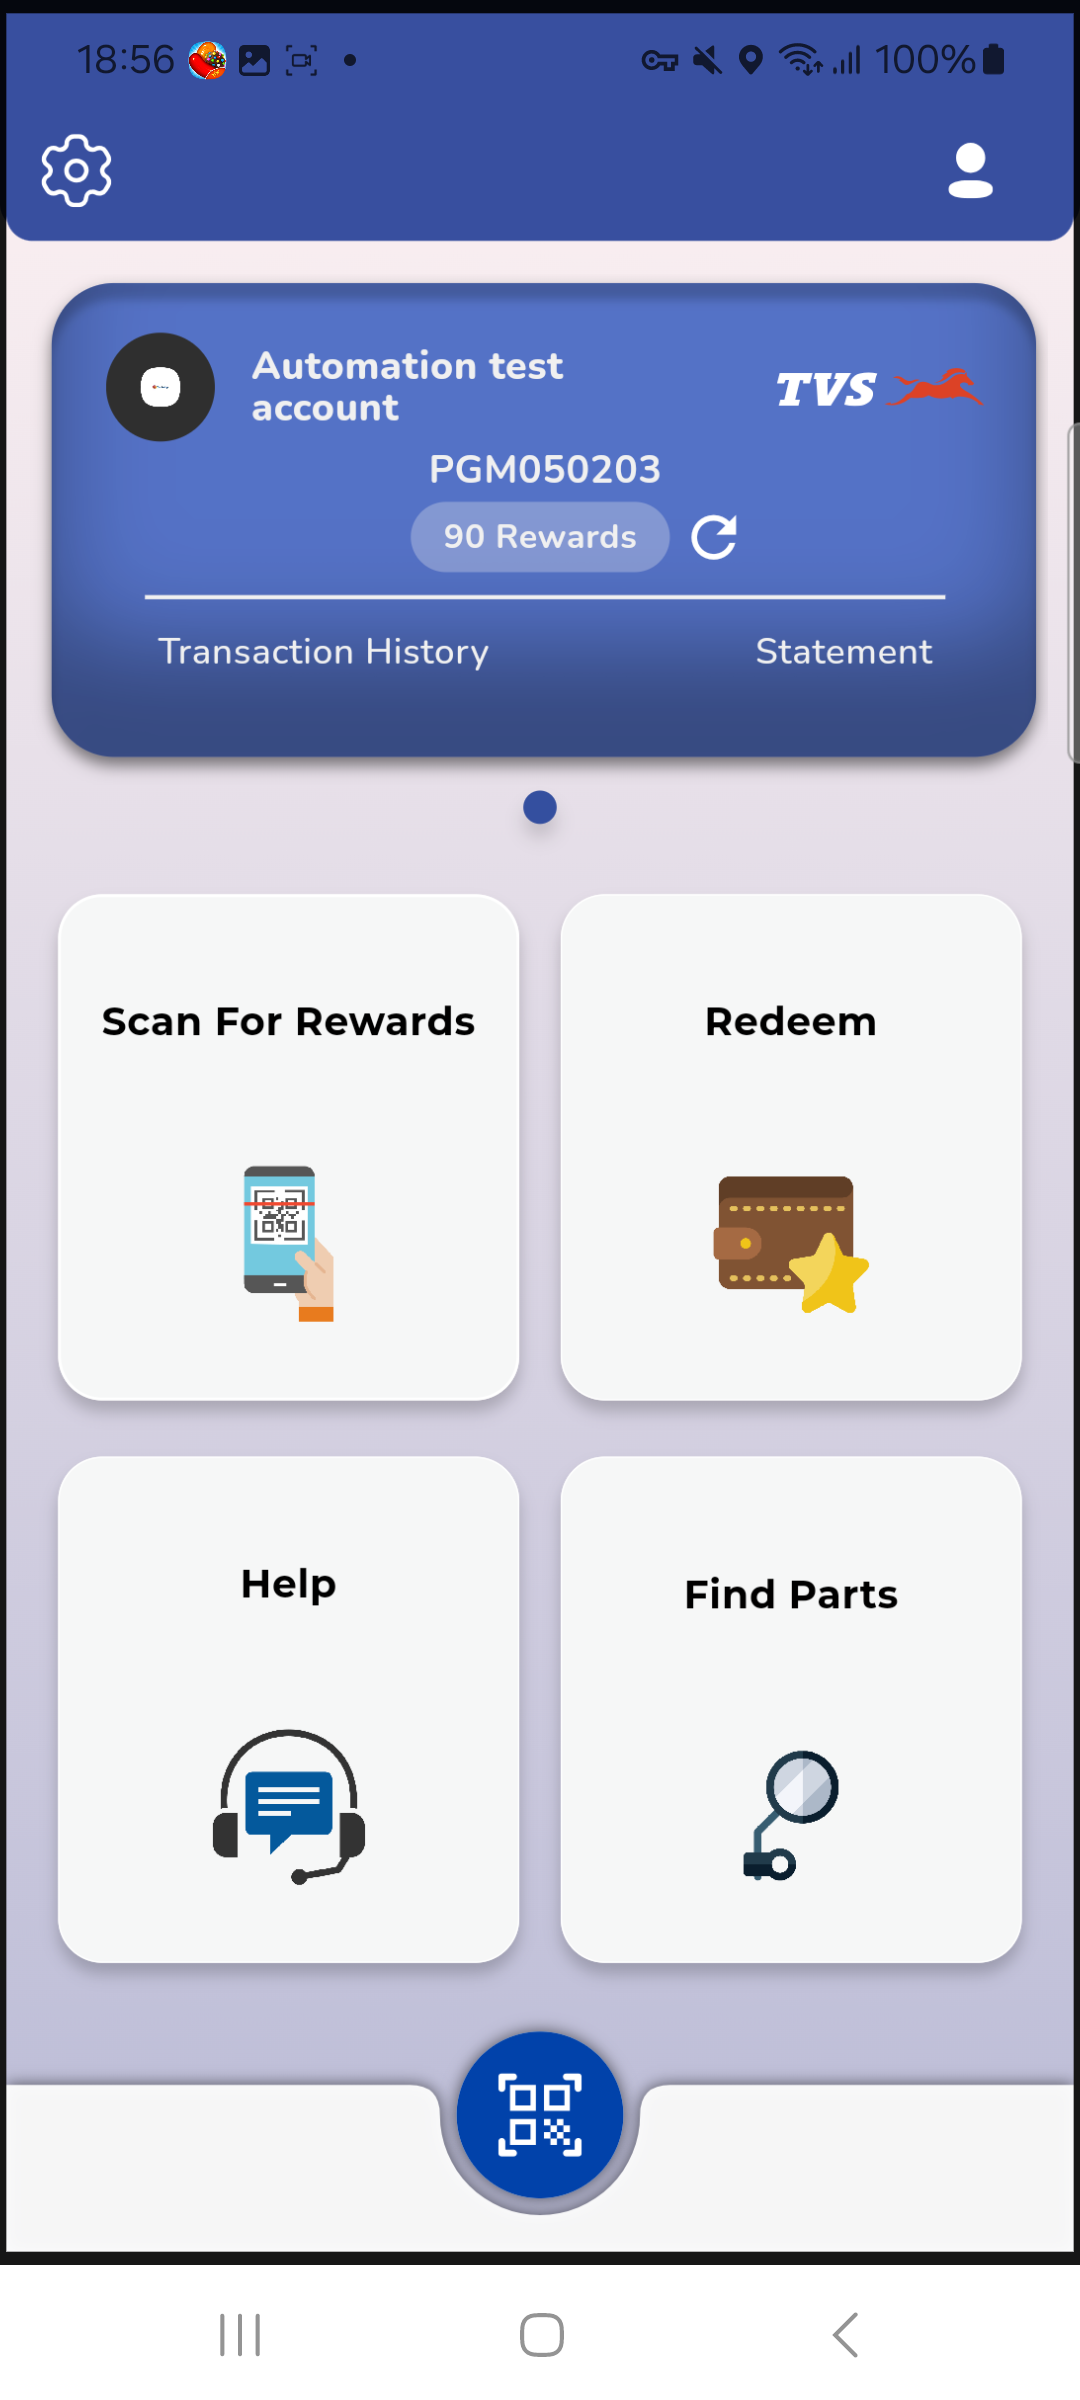 18:56
100%
Automation test
account
TVS
PGM050203
90 Rewards
Transaction History
Statement
Scan For Rewards
Redeem
Help
Find Parts